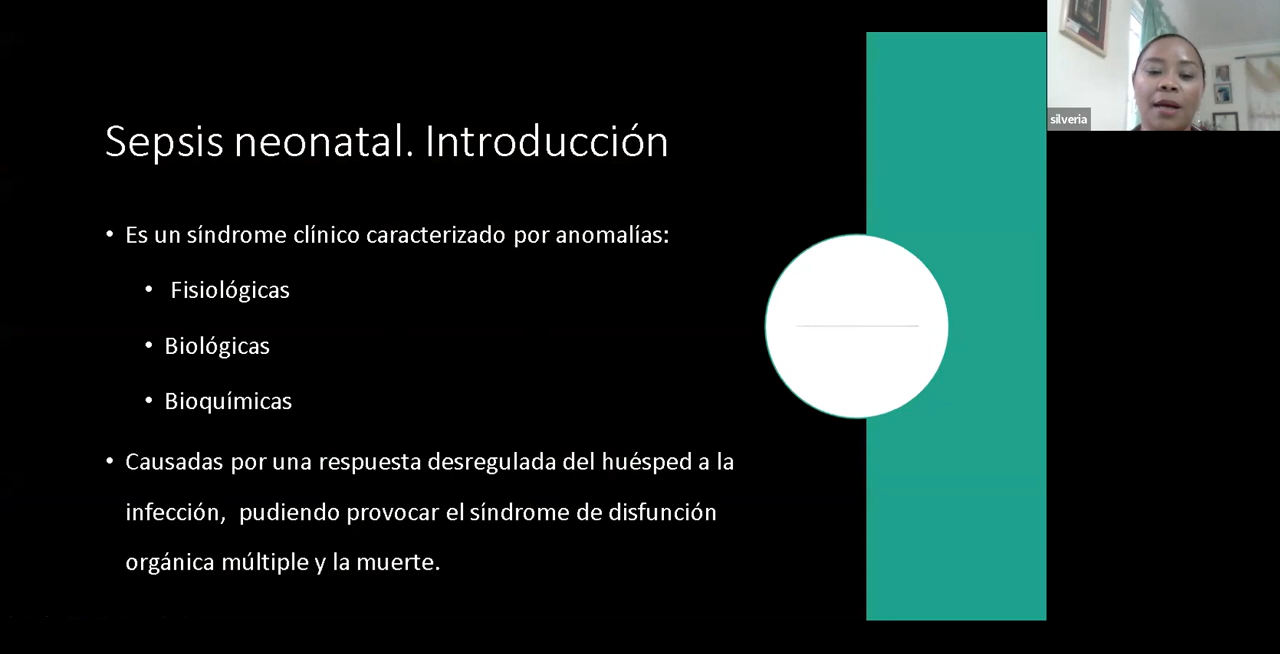 Sepsis neonatal. Introducción
• Es un síndrome clínico caracterizado por anomalías:
• Fisiológicas
• Biológicas
• Bioquímicas
• Causadas por una respuesta desregulada del huésped a la
infección, pudiendo provocar el síndrome de disfunción
orgánica múltiple y la muerte.
silveria